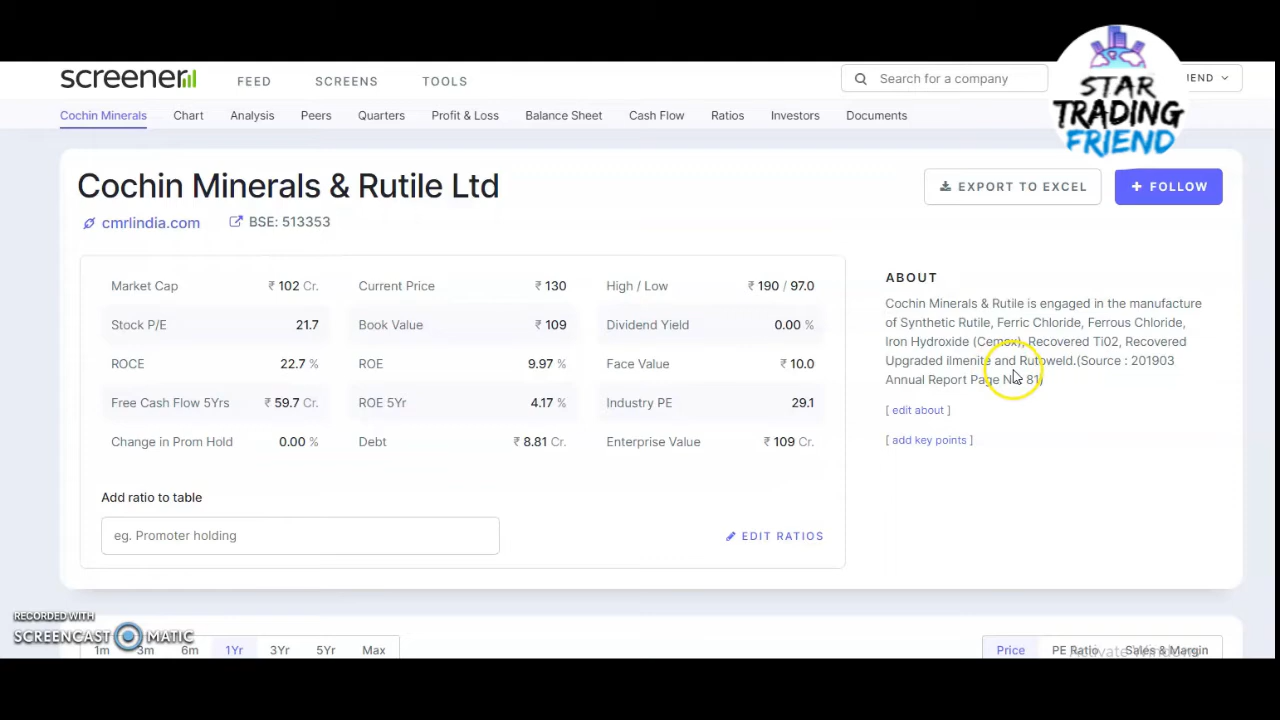 screener
FEED SCREENS TOOLS
Search for a company
IEND
STAR
TRADING
FRIEND
Cochin Minerals Chart Analysis Peers Quarters Profit & Loss Balance Sheet Cash Flow Ratios Investors Documents
Cochin Minerals & Rutile Ltd
EXPORT TO EXCEL
+ FOLLOW
cmrlindia.com BSE: 513353
Market Cap ₹ 102 Cr. Current Price ₹ 130 High / Low ₹ 190 / 97.0
Stock P/E 21.7 Book Value ₹ 109 Dividend Yield 0.00 %
ROCE 22.7 % ROE 9.97 % Face Value ₹ 10.0
Free Cash Flow 5Yrs ₹ 59.7 Cr. ROE 5Yr 4.17 % Industry PE 29.1
Change in Prom Hold 0.00 % Debt ₹ 8.81 Cr. Enterprise Value ₹ 109 Cr.
Add ratio to table
eg. Promoter holding
EDIT RATIOS
ABOUT
Cochin Minerals & Rutile is engaged in the manufacture
of Synthetic Rutile, Ferric Chloride, Ferrous Chloride,
Iron Hydroxide (Cemox), Recovered Ti02, Recovered
Upgraded ilmenite and Rutoweld.(Source : 201903
Annual Report Page No 81)
[ edit about ]
[ add key points ]
RECORDED WITH
SCREENCAST MATIC
1m 3m 6m 1Yr 3Yr 5Yr Max
Price PE Ratio Sales & Margin
Activate Windows